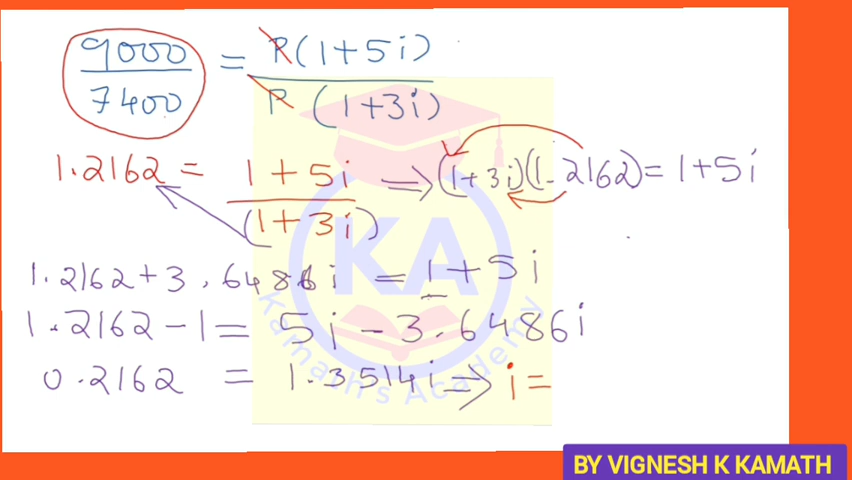 9000 = P(1+5i)
7400 P (1+3i)
1.2162 = 1+5i ⇒ (1+3i)(1.2162) = 1+5i
(1+3i)
1.2162+3.6486i = 1+5i
1.2162-1 = 5i-3.6486i
0.2162 = 1.3514i ⇒ i =
KA
Kamath's Academy
BY VIGNESH K KAMATH